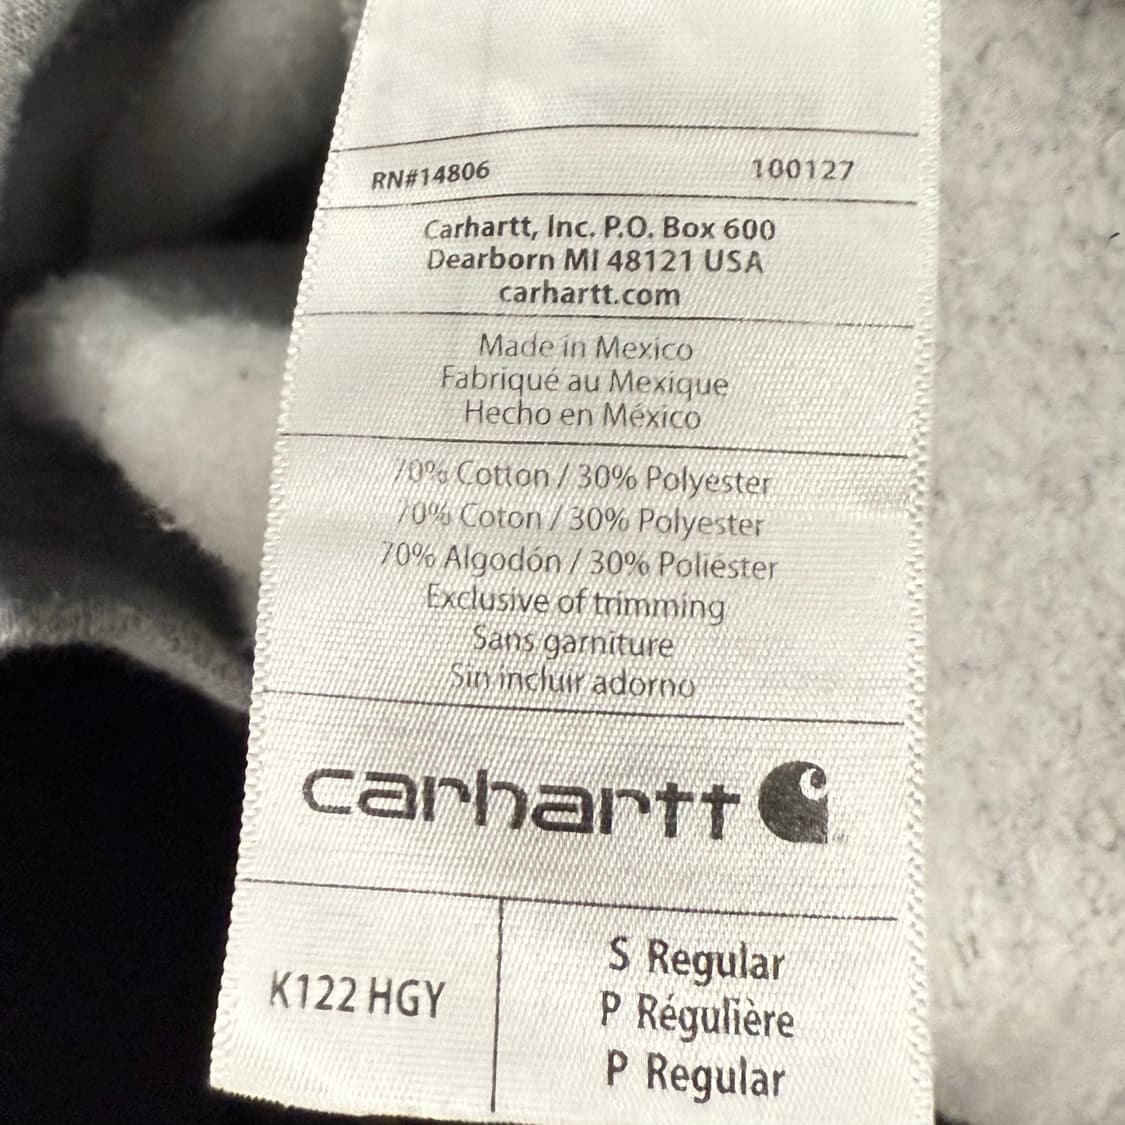 RN#14806 100127
Carhartt, Inc. P.O. Box 600
Dearborn MI 48121 USA
carhartt.com
Made in Mexico
Fabriqué au Mexique
Hecho en México
70% Cotton / 30% Polyester
70% Coton / 30% Polyester
70% Algodón / 30% Poliéster
Exclusive of trimming
Sans garniture
Sin incluir adorno
carhartt
K122 HGY
S Regular
P Régulière
P Regular